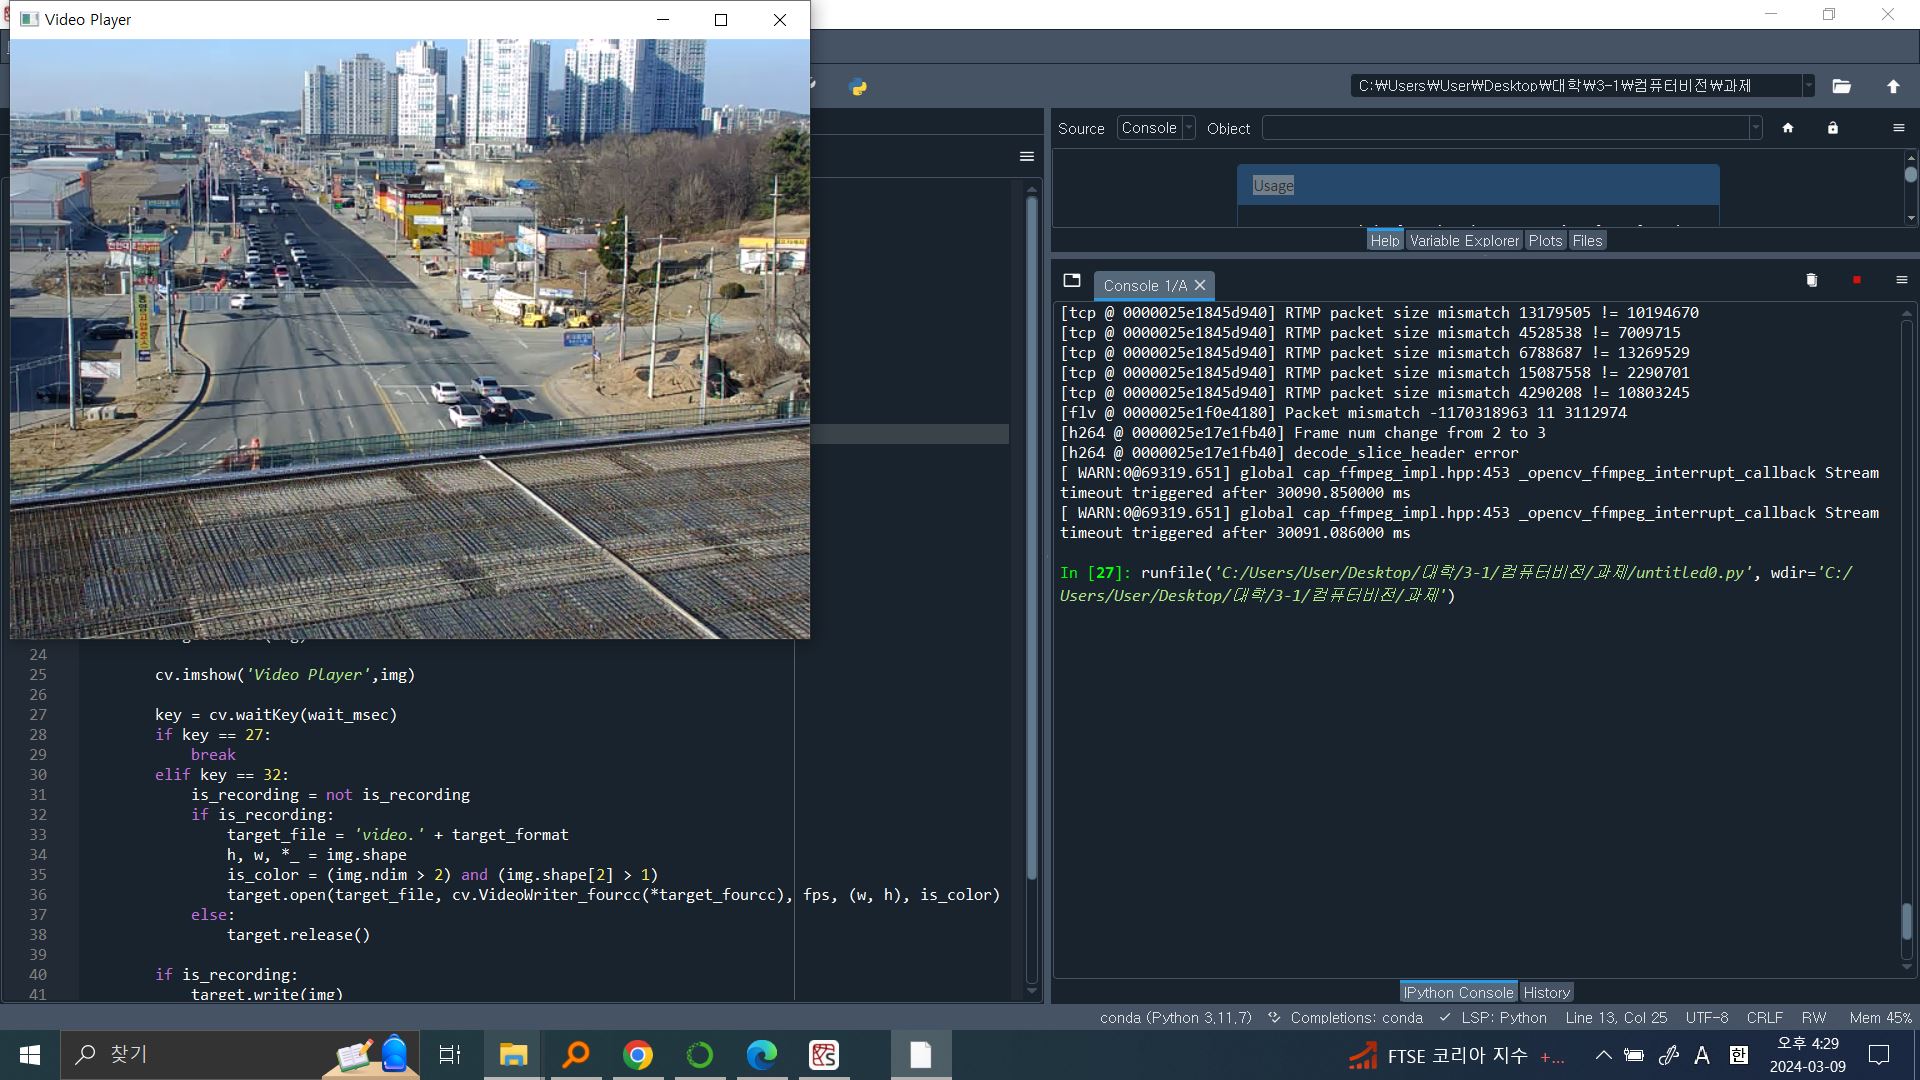 Video Player
C:₩Users₩User₩Desktop₩대학₩3-1₩컴퓨터비전₩과제
Source Console Object
Usage
Help Variable Explorer Plots Files
Console 1/A
[tcp @ 0000025e1845d940] RTMP packet size mismatch 13179505 != 10194670
[tcp @ 0000025e1845d940] RTMP packet size mismatch 4528538 != 7009715
[tcp @ 0000025e1845d940] RTMP packet size mismatch 6788687 != 13269529
[tcp @ 0000025e1845d940] RTMP packet size mismatch 15087558 != 2290701
[tcp @ 0000025e1845d940] RTMP packet size mismatch 4290208 != 10803245
[flv @ 0000025e1f0e4180] Packet mismatch -1170318963 11 3112974
[h264 @ 0000025e17e1fb40] Frame num change from 2 to 3
[h264 @ 0000025e17e1fb40] decode_slice_header error
[ WARN:0@69319.651] global cap_ffmpeg_impl.hpp:453 _opencv_ffmpeg_interrupt_callback Stream
timeout triggered after 30090.850000 ms
[ WARN:0@69319.651] global cap_ffmpeg_impl.hpp:453 _opencv_ffmpeg_interrupt_callback Stream
timeout triggered after 30091.086000 ms
In [27]: runfile('C:/Users/User/Desktop/대학/3-1/컴퓨터비전/과제/untitled0.py', wdir='C:/
Users/User/Desktop/대학/3-1/컴퓨터비전/과제')
24
25 cv.imshow('Video Player',img)
26
27 key = cv.waitKey(wait_msec)
28 if key == 27:
29 break
30 elif key == 32:
31 is_recording = not is_recording
32 if is_recording:
33 target_file = 'video.' + target_format
34 h, w, *_ = img.shape
35 is_color = (img.ndim > 2) and (img.shape[2] > 1)
36 target.open(target_file, cv.VideoWriter_fourcc(*target_fourcc), fps, (w, h), is_color)
37 else:
38 target.release()
39
40 if is_recording:
41 target.write(img)
IPython Console History
conda (Python 3.11.7) Completions: conda LSP: Python Line 13, Col 25 UTF-8 CRLF RW Mem 45%
찾기
FTSE 코리아 지수 +... A 한
오후 4:29
2024-03-09